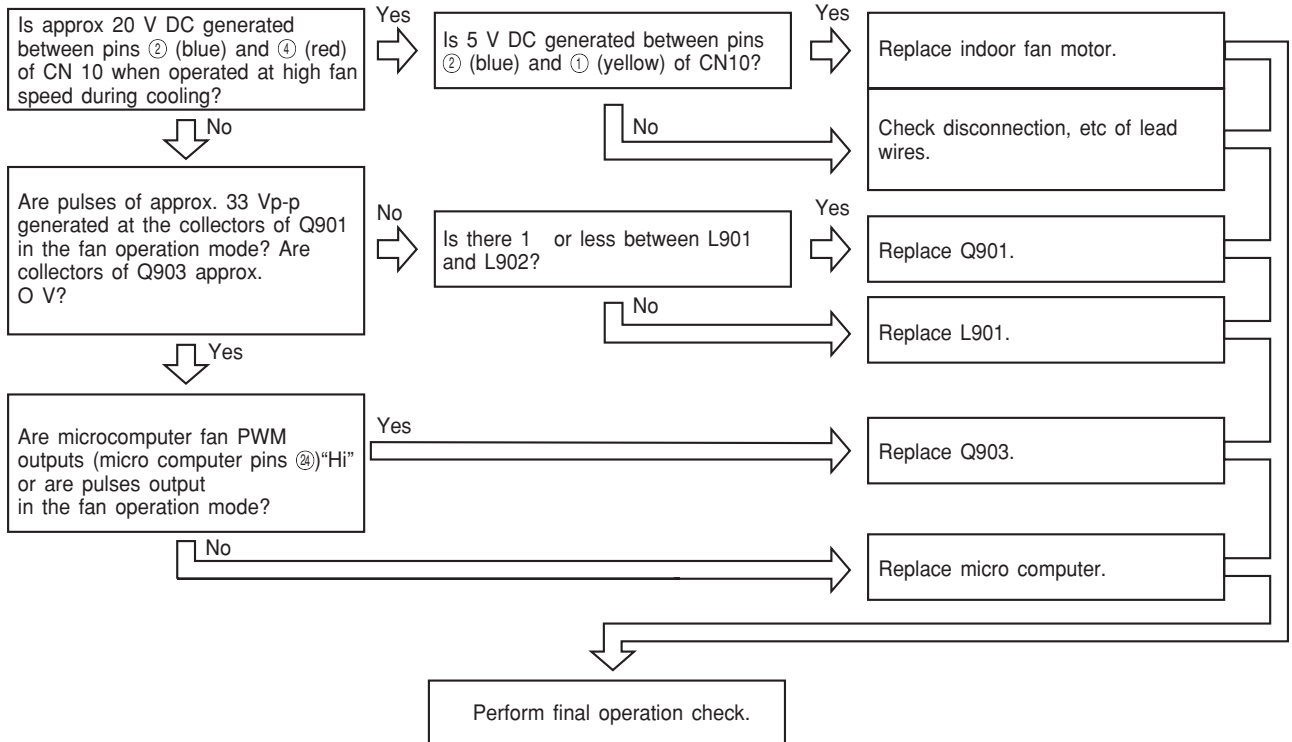 Is approx 20 V DC generated
between pins ② (blue) and ④ (red)
of CN 10 when operated at high fan
speed during cooling?
Yes
Is 5 V DC generated between pins
② (blue) and ① (yellow) of CN10?
Yes
Replace indoor fan motor.
No
No
Check disconnection, etc of lead
wires.
Are pulses of approx. 33 Vp-p
generated at the collectors of Q901
in the fan operation mode? Are
collectors of Q903 approx.
O V?
No
Is there 1 or less between L901
and L902?
Yes
Replace Q901.
No
Replace L901.
Yes
Are microcomputer fan PWM
outputs (micro computer pins ㉔)“Hi”
or are pulses output
in the fan operation mode?
Yes
Replace Q903.
No
Replace micro computer.
Perform final operation check.